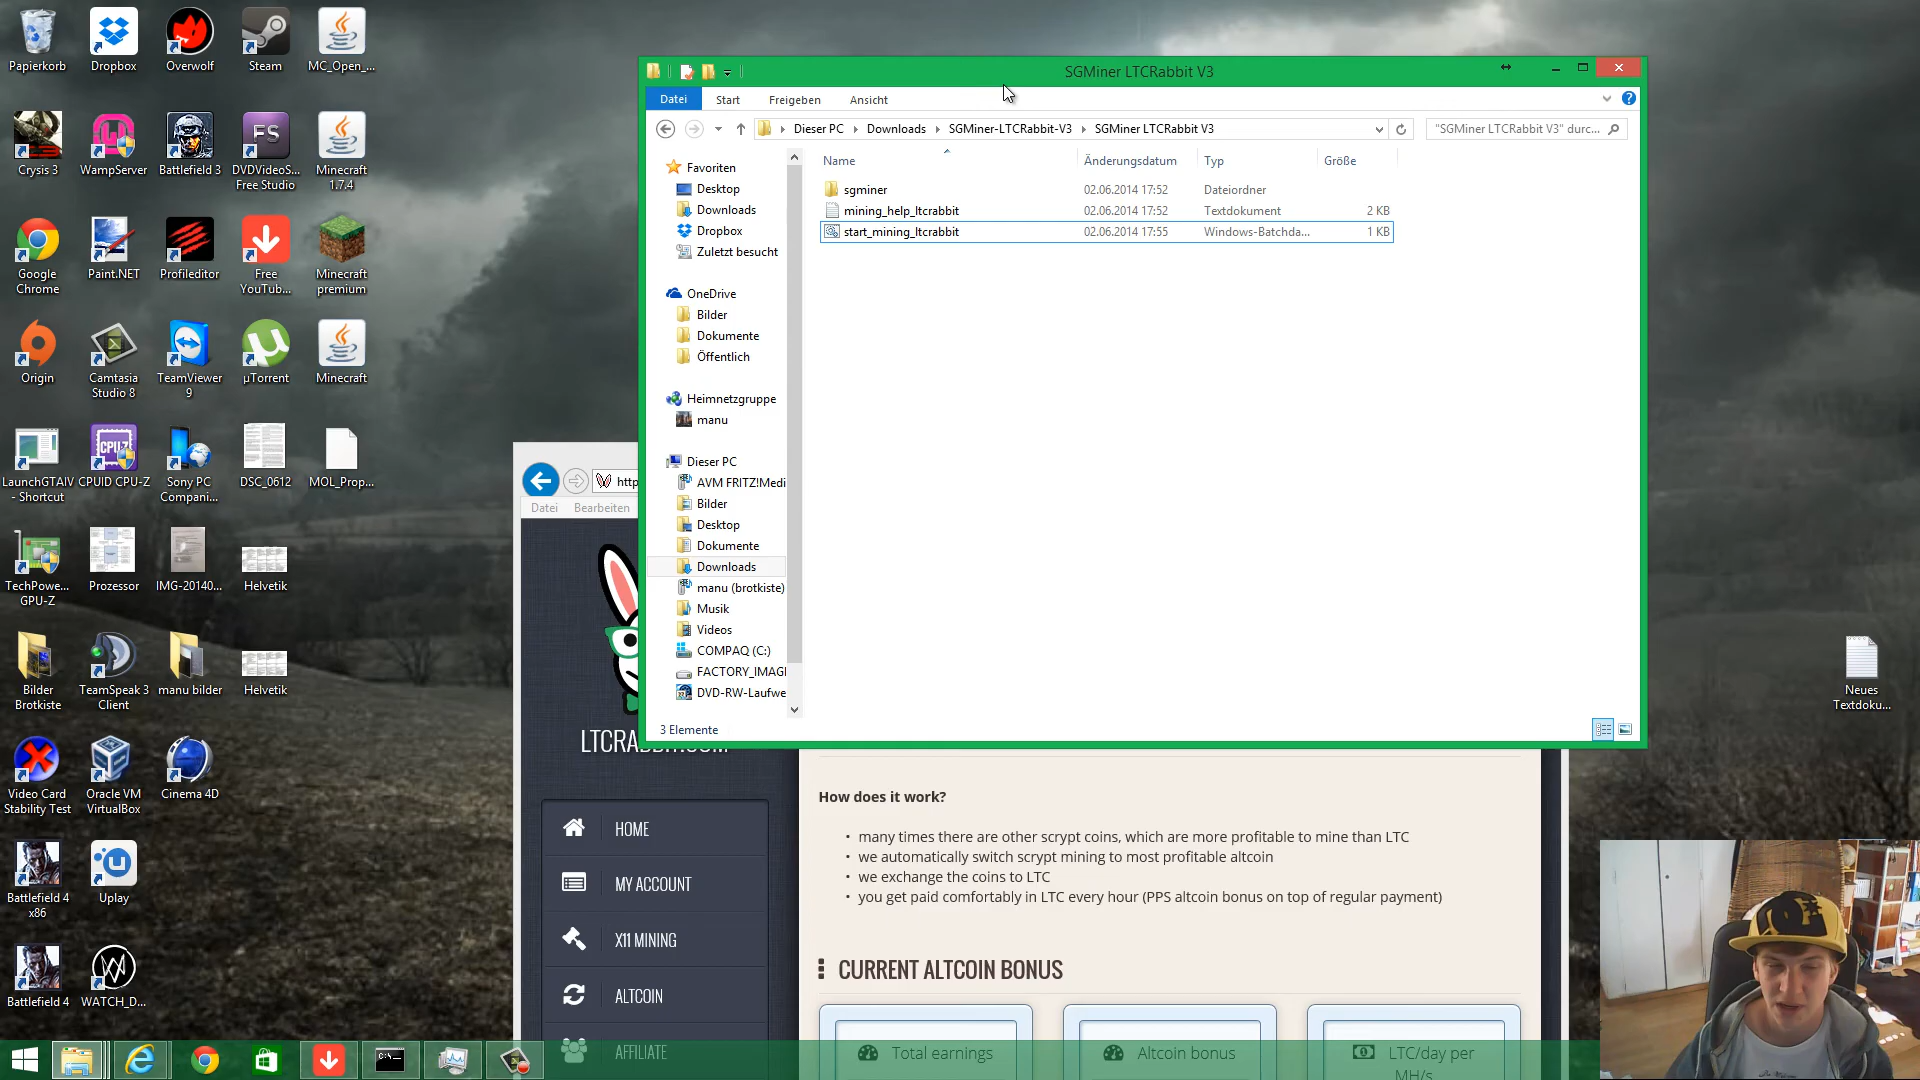 Papierkorb
Dropbox
Overwolf
Steam
MC_Open_...
Crysis 3
WampServer
Battlefield 3
DVDVideoS...
Free Studio
Minecraft
1.7.4
Google
Chrome
Paint.NET
Profileditor
Free
YouTub...
Minecraft
premium
Origin
Camtasia
Studio 8
TeamViewer
9
µTorrent
Minecraft
LaunchGTAIV
- Shortcut
CPUID CPU-Z
Sony PC
Compani...
DSC_0612
MOL_Prop...
TechPowe...
GPU-Z
Prozessor
IMG-20140...
Helvetik
Bilder
Brotkiste
TeamSpeak 3
Client
manu bilder
Helvetik
Video Card
Stability Test
Oracle VM
VirtualBox
Cinema 4D
Battlefield 4
x86
Uplay
Battlefield 4
WATCH_D...
SGMiner LTCRabbit V3
Datei
Start
Freigeben
Ansicht
Dieser PC
Downloads
SGMiner-LTCRabbit-V3
SGMiner LTCRabbit V3
"SGMiner LTCRabbit V3" durc...
Name
Änderungsdatum
Typ
Größe
sgminer
02.06.2014 17:52
Dateiordner
mining_help_ltcrabbit
02.06.2014 17:52
Textdokument
2 KB
start_mining_ltcrabbit
02.06.2014 17:55
Windows-Batchda...
1 KB
Favoriten
Desktop
Downloads
Dropbox
Zuletzt besucht
OneDrive
Bilder
Dokumente
Öffentlich
Heimnetzgruppe
manu
Dieser PC
AVM FRITZ!Medi
Bilder
Desktop
Dokumente
Downloads
manu (brotkiste)
Musik
Videos
COMPAQ (C:)
FACTORY_IMAGE
DVD-RW-Laufwe
3 Elemente
http
Datei
Bearbeiten
LTCRABBIT.COM
HOME
MY ACCOUNT
X11 MINING
ALTCOIN
AFFILIATE
How does it work?
• many times there are other scrypt coins, which are more profitable to mine than LTC
• we automatically switch scrypt mining to most profitable altcoin
• we exchange the coins to LTC
• you get paid comfortably in LTC every hour (PPS altcoin bonus on top of regular payment)
CURRENT ALTCOIN BONUS
Total earnings
Altcoin bonus
LTC/day per
MH/s
Neues
Textdoku...